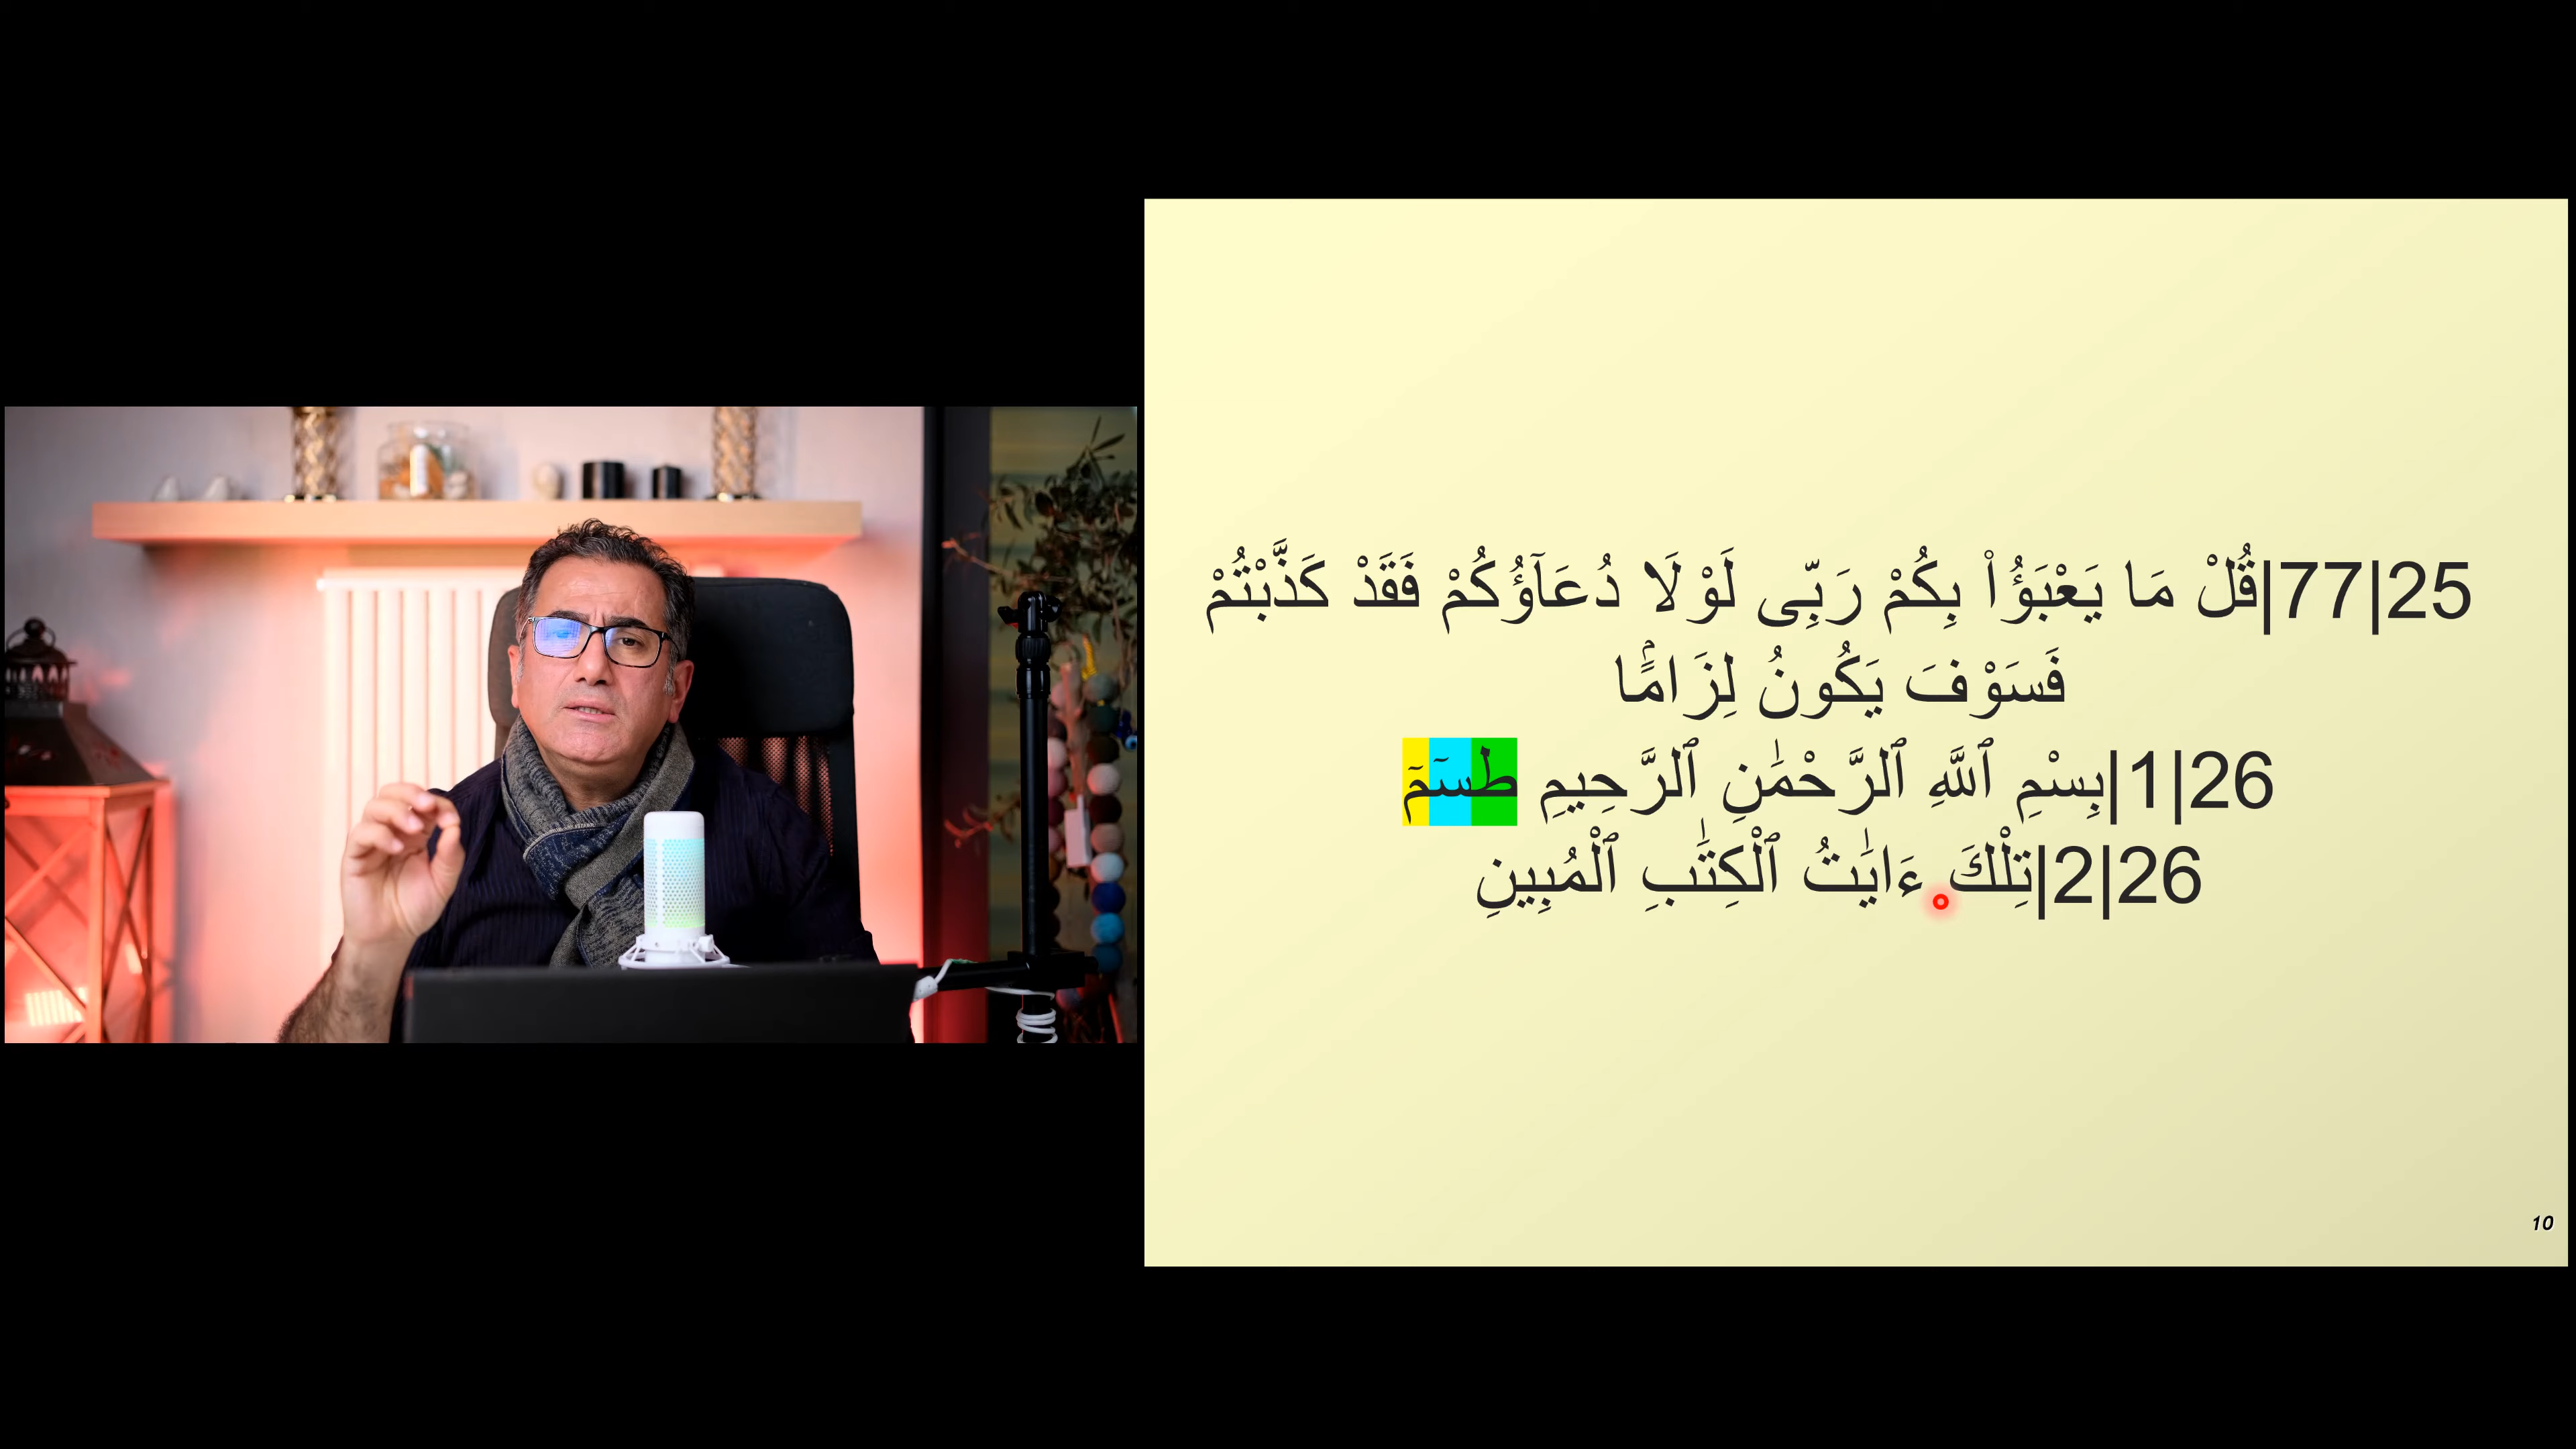 25|77|قُلْ مَا يَعْبَؤُا۟ بِكُمْ رَبِّى لَوْلَا دُعَآؤُكُمْ فَقَدْ كَذَّبْتُمْ
فَسَوْفَ يَكُونُ لِزَامًۢا
26|1|بِسْمِ ٱللَّهِ ٱلرَّحْمَٰنِ ٱلرَّحِيمِ طسٓمٓ
26|2|تِلْكَ ءَايَٰتُ ٱلْكِتَٰبِ ٱلْمُبِينِ
10